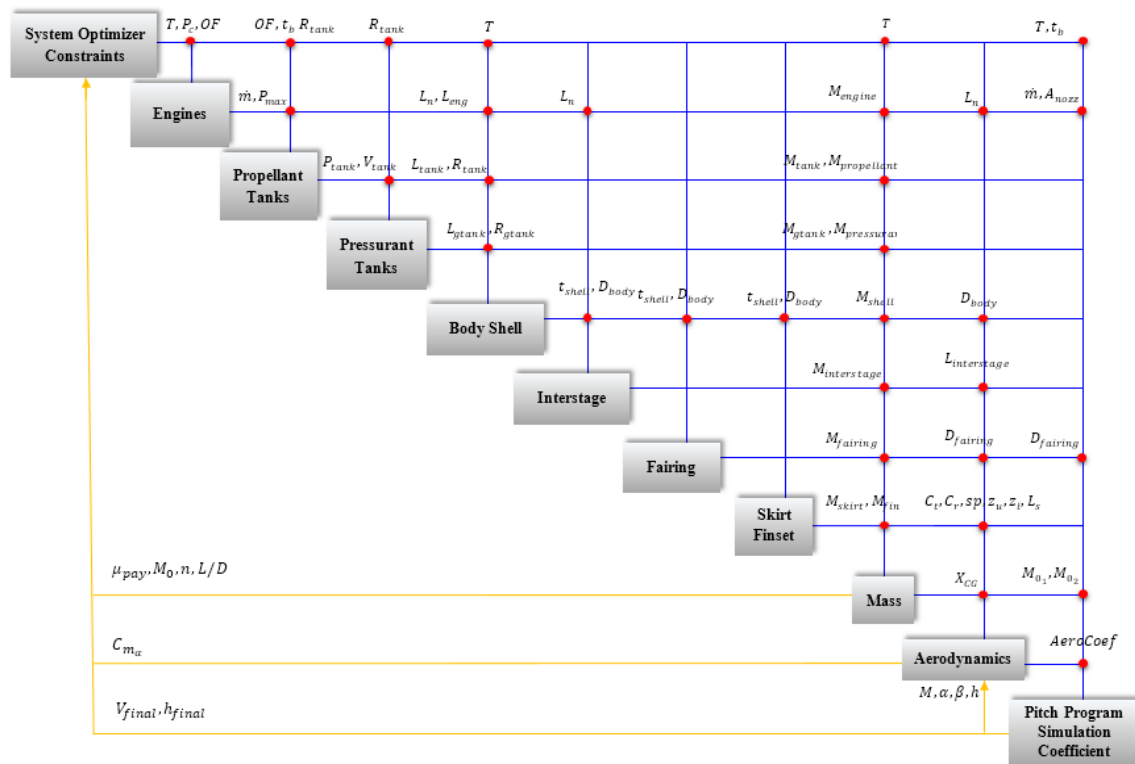 System Optimizer
Constraints
T, P_c, OF
OF, t_b R_tank
R_tank
T
T
T, t_b
Engines
ṁ, P_max
L_n, L_eng
L_n
M_engine
L_n
ṁ, A_nozz
Propellant
Tanks
P_tank, V_tank
L_tank, R_tank
M_tank, M_propellant
Pressurant
Tanks
L_gtank, R_gtank
M_gtank, M_pressurar
Body Shell
t_shell, D_body
t_shell, D_body
t_shell, D_body
M_shell
D_body
Interstage
M_interstage
L_interstage
Fairing
M_fairing
D_fairing
D_fairing
Skirt
Finset
M_skirt, M_fin
C_t, C_r, sp, z_u, z_l, L_s
μ_pay, M_0, n, L/D
Mass
X_CG
M_0_1, M_0_2
C_m_α
Aerodynamics
AeroCoef
M, α, β, h
V_final, h_final
Pitch Program
Simulation
Coefficient